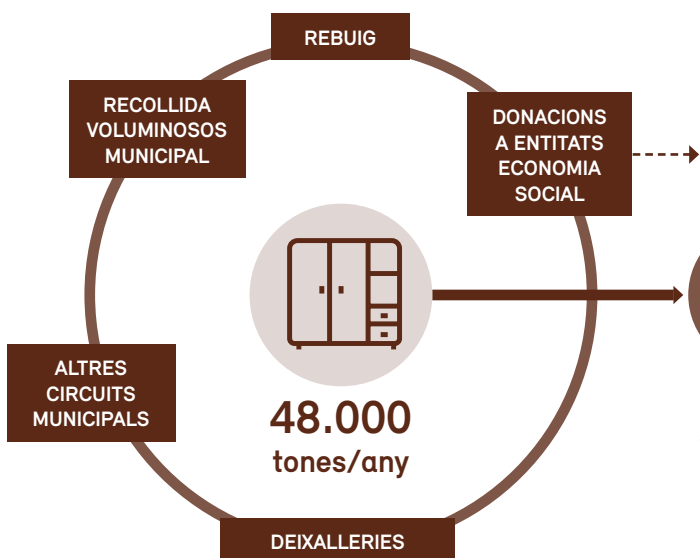 REBUIG
RECOLLIDA
VOLUMINOSOS
MUNICIPAL
DONACIONS
A ENTITATS
ECONOMIA
SOCIAL
ALTRES
CIRCUITS
MUNICIPALS
48.000
tones/any
DEIXALLERIES